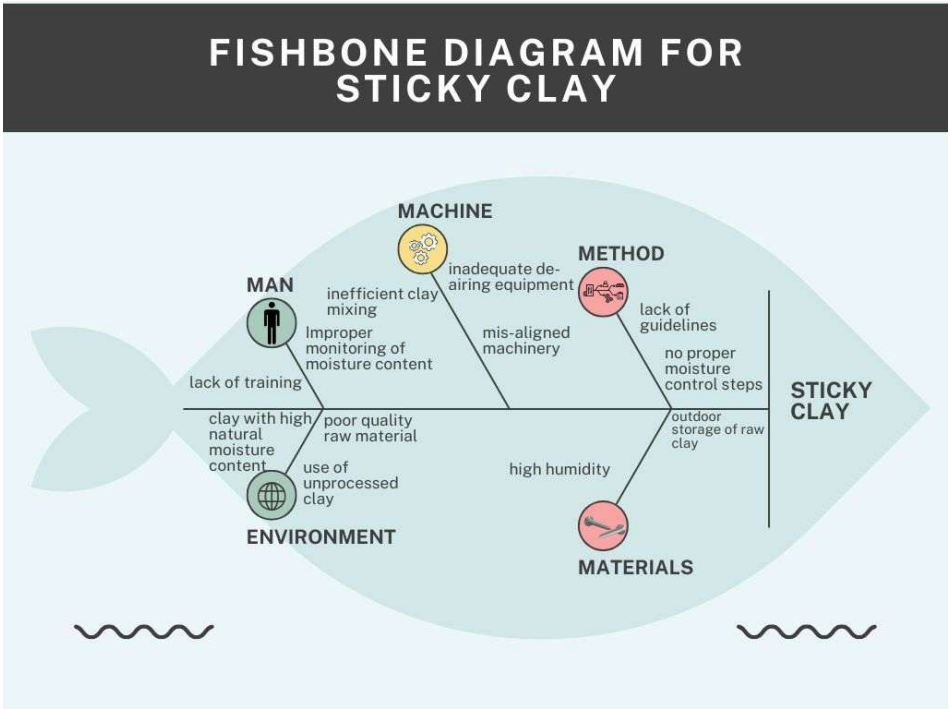 FISHBONE DIAGRAM FOR
STICKY CLAY
MACHINE
inadequate de-
airing equipment
METHOD
MAN
inefficient clay
mixing
lack of
guidelines
Improper
monitoring of
moisture content
mis-aligned
machinery
no proper
moisture
control steps
lack of training
STICKY
CLAY
clay with high
natural
moisture
content
poor quality
raw material
outdoor
storage of raw
clay
use of
unprocessed
clay
high humidity
ENVIRONMENT
MATERIALS